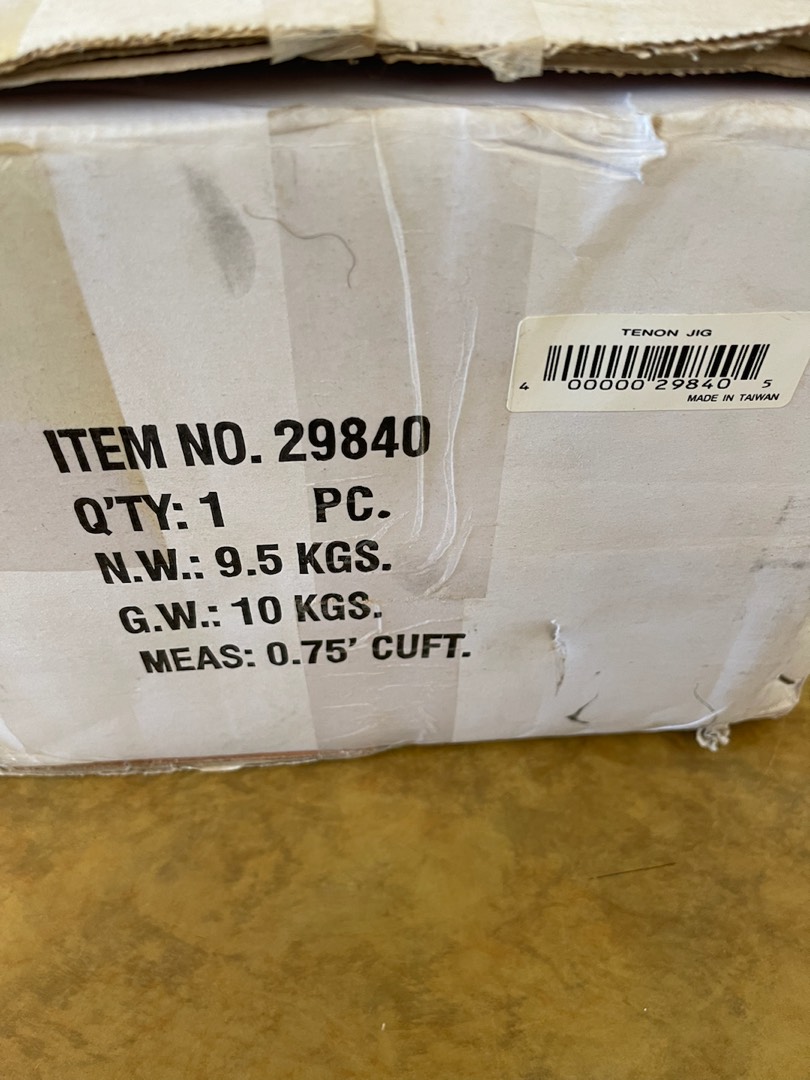 TENON JIG
4 00000 29840 5
MADE IN TAIWAN
ITEM NO. 29840
Q'TY: 1 PC.
N.W.: 9.5 KGS.
G.W.: 10 KGS.
MEAS: 0.75' CUFT.